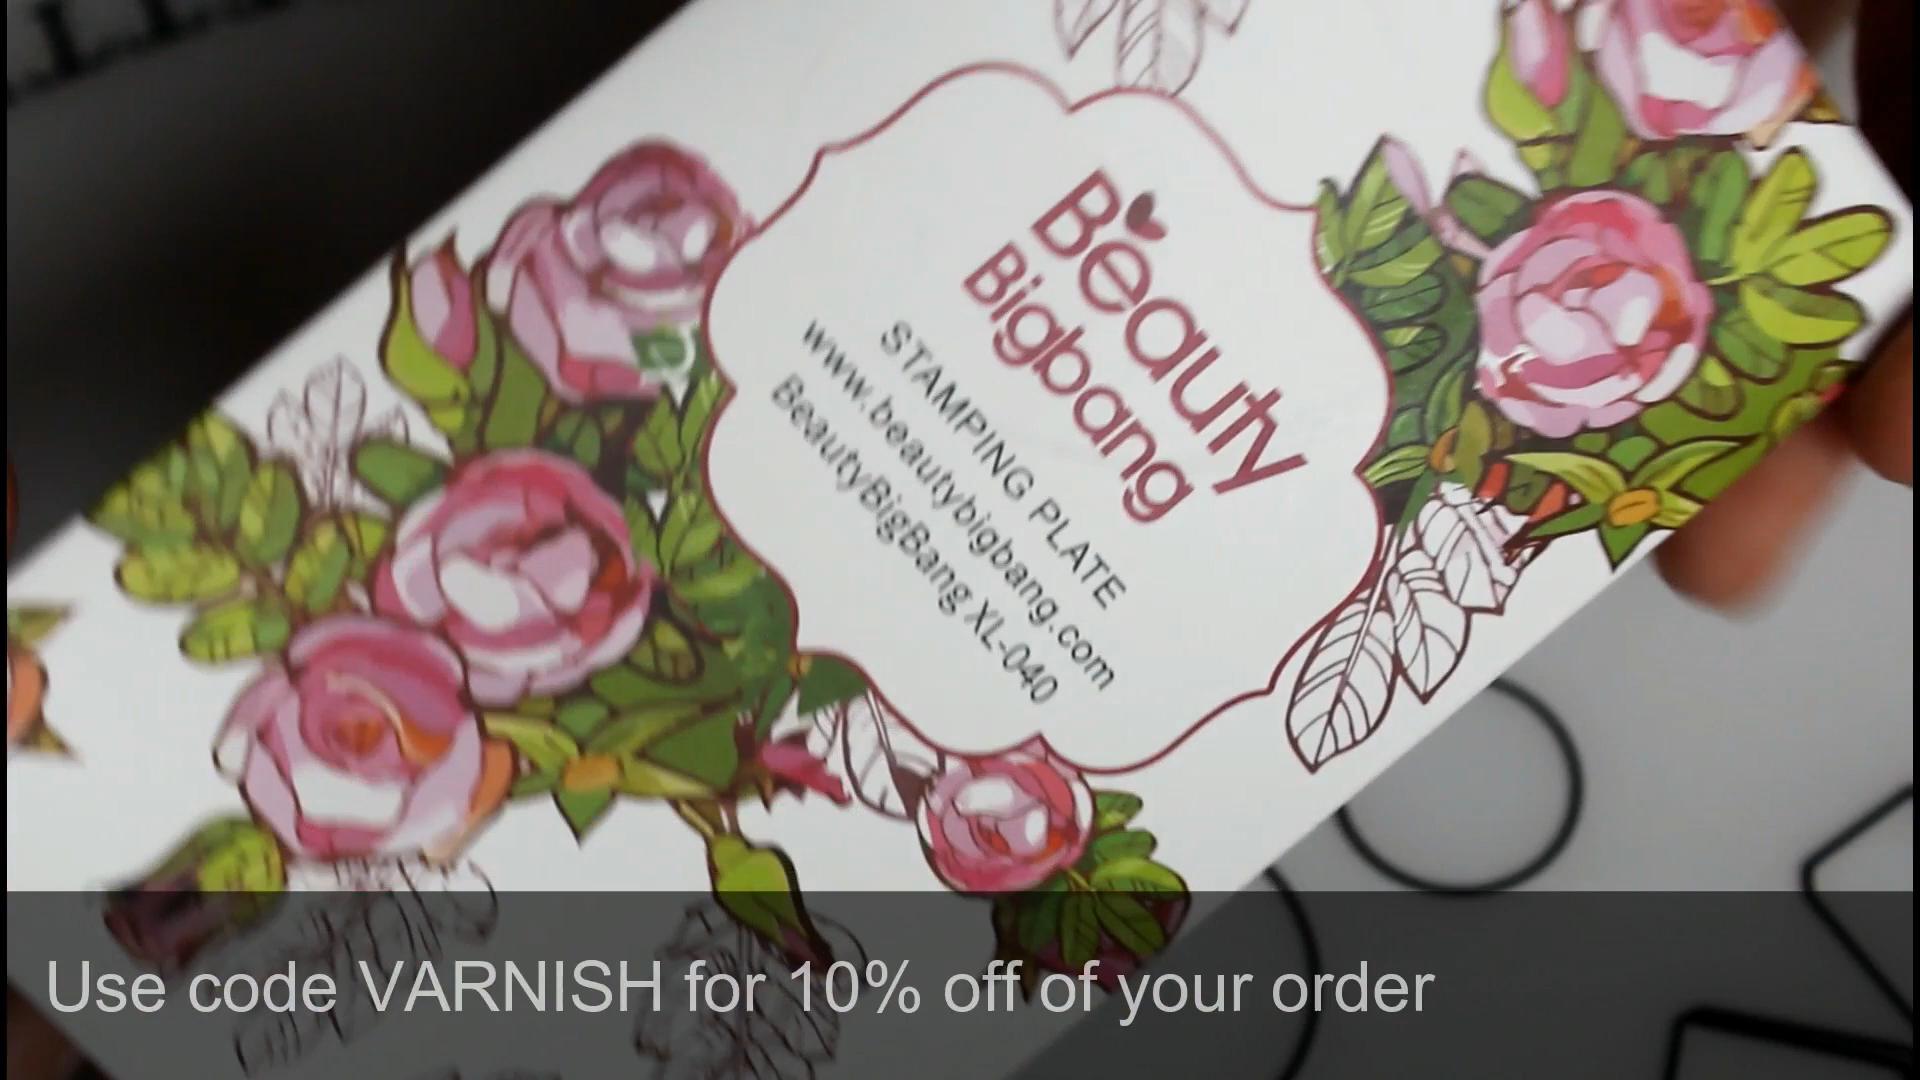 Beauty
Bigbang
STAMPING PLATE
www.beautybigbang.com
BeautyBigBang XL-040
Use code VARNISH for 10% off of your order